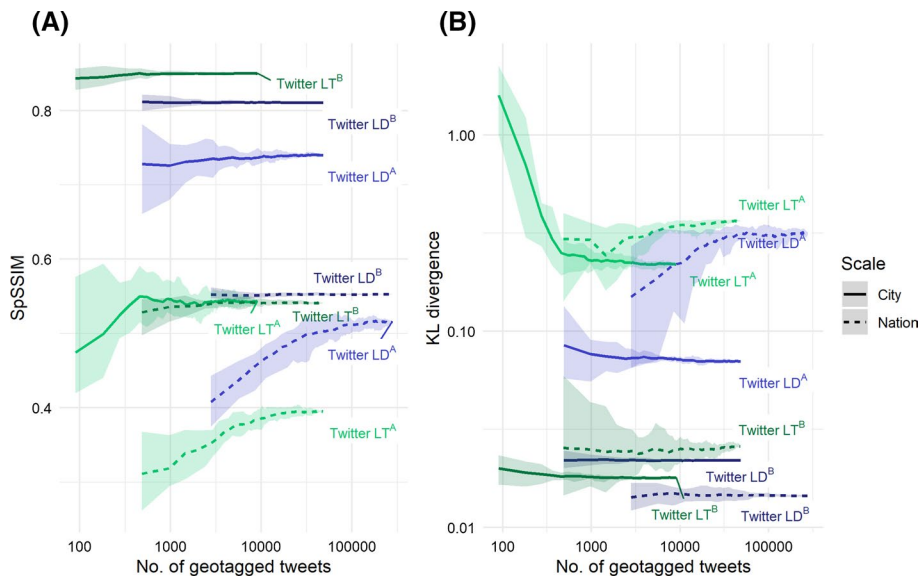 (A)
(B)
SpSSIM
0.8
0.6
0.4
Twitter LT^B
Twitter LD^B
Twitter LD^A
Twitter LD^B
Twitter LT^B
Twitter LT^A
Twitter LD^A
Twitter LT^A
100 1000 10000 100000
No. of geotagged tweets
KL divergence
1.00
0.10
0.01
Twitter LT^A
Twitter LD^A
Twitter LT^A
Twitter LD^A
Twitter LT^B
Twitter LD^B
Twitter LT^B
Twitter LD^B
100 1000 10000 100000
No. of geotagged tweets
Scale
City
Nation